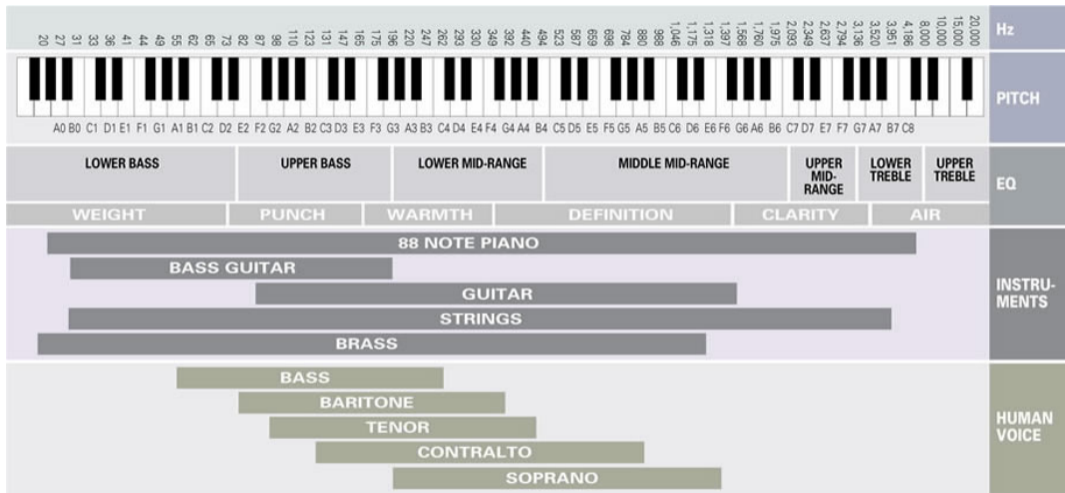 20 27 31 33 36 41 44 49 55 62 65 73 82 87 98 110 123 131 147 165 175 196 220 247 262 293 330 349 392 440 494 523 587 659 698 784 880 988 1,046 1,175 1,318 1,397 1,568 1,760 1,975 2,093 2,349 2,637 2,794 3,136 3,520 3,951 4,186 8,000 10,000 15,000 20,000
Hz
PITCH
A0 B0 C1 D1 E1 F1 G1 A1 B1 C2 D2 E2 F2 G2 A2 B2 C3 D3 E3 F3 G3 A3 B3 C4 D4 E4 F4 G4 A4 B4 C5 D5 E5 F5 G5 A5 B5 C6 D6 E6 F6 G6 A6 B6 C7 D7 E7 F7 G7 A7 B7 C8
LOWER BASS
UPPER BASS
LOWER MID-RANGE
MIDDLE MID-RANGE
UPPER
MID-
RANGE
LOWER
TREBLE
UPPER
TREBLE
EQ
WEIGHT PUNCH WARMTH DEFINITION CLARITY AIR
88 NOTE PIANO
BASS GUITAR
GUITAR
STRINGS
BRASS
INSTRU-
MENTS
BASS
BARITONE
TENOR
CONTRALTO
SOPRANO
HUMAN
VOICE